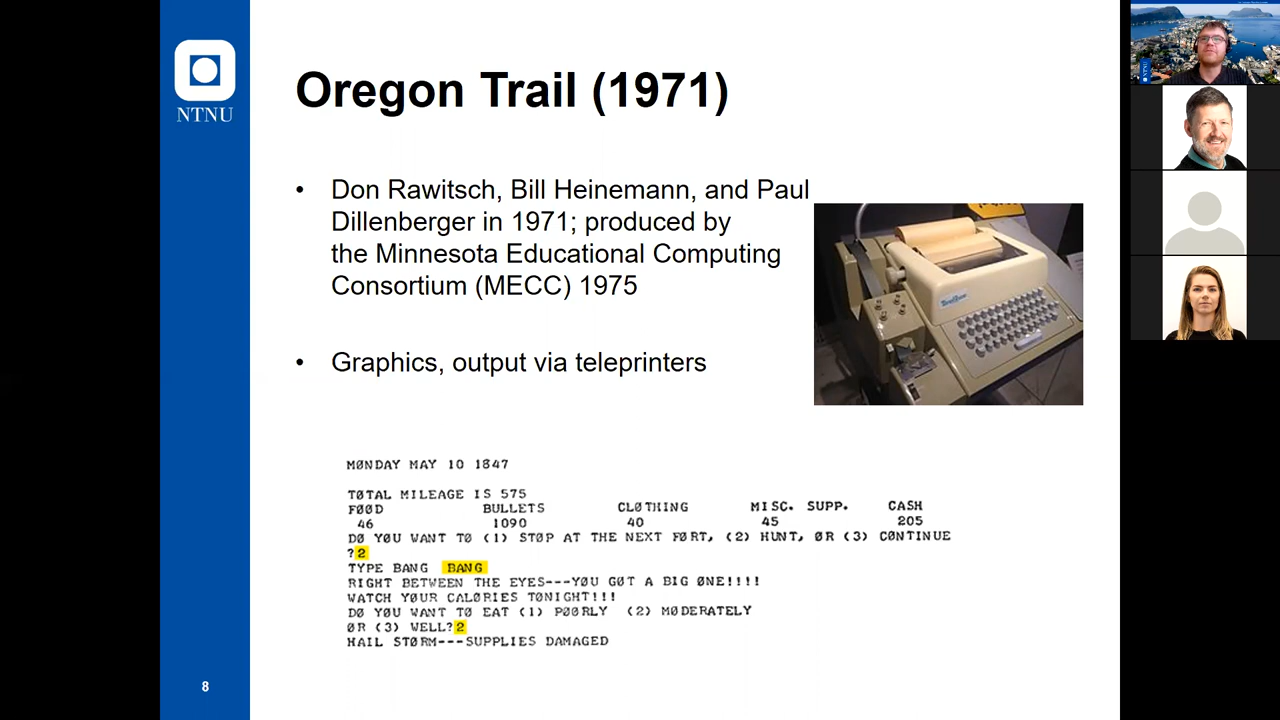 NTNU
Oregon Trail (1971)
• Don Rawitsch, Bill Heinemann, and Paul
Dillenberger in 1971; produced by
the Minnesota Educational Computing
Consortium (MECC) 1975
• Graphics, output via teleprinters
MØNDAY MAY 10 1847
TØTAL MILEAGE IS 575
FØØD BULLETS CLØTHING MISC. SUPP. CASH
46 1090 40 45 205
DØ YØU WANT TØ (1) STØP AT THE NEXT FØRT, (2) HUNT, ØR (3) CØNTINUE
?2
TYPE BANG BANG
RIGHT BETWEEN THE EYES---YØU GØT A BIG ØNE!!!!
WATCH YØUR CALØRIES TØNIGHT!!!
DØ YØU WANT TØ EAT (1) PØØRLY (2) MØDERATELY
ØR (3) WELL?2
HAIL STØRM---SUPPLIES DAMAGED
8
NTNU